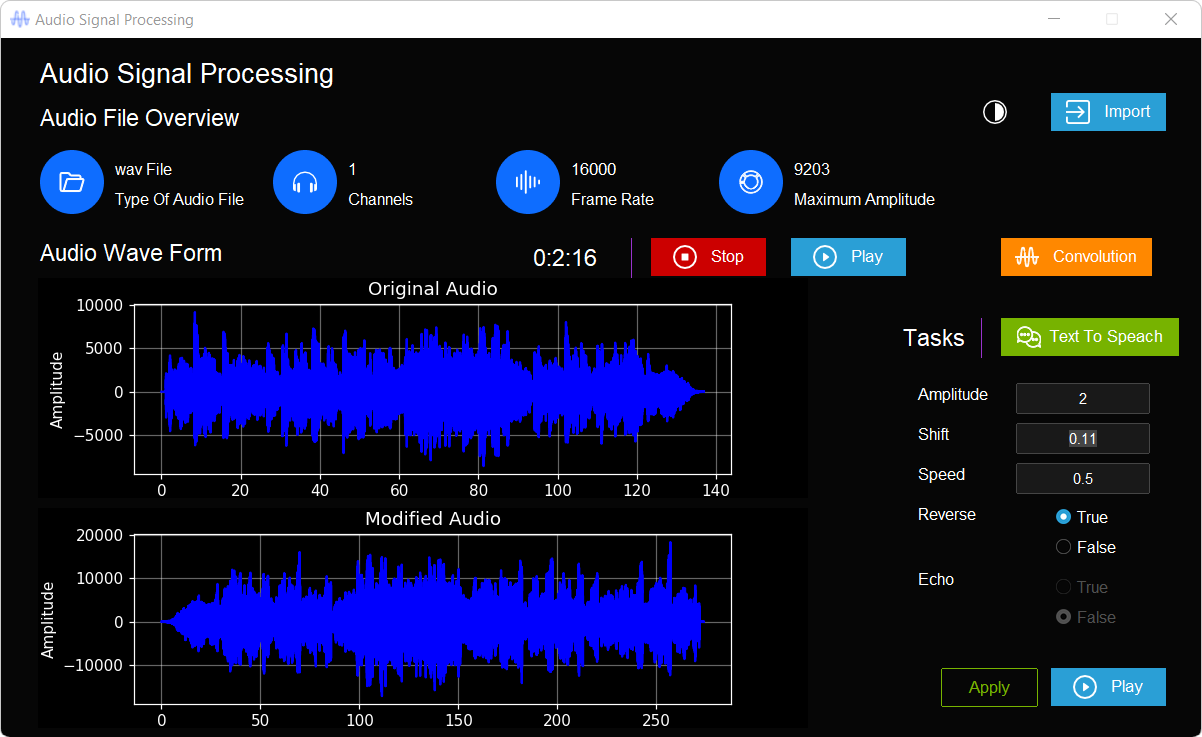 Audio Signal Processing
Audio Signal Processing
Audio File Overview
Import
wav File
Type Of Audio File
1
Channels
16000
Frame Rate
9203
Maximum Amplitude
Audio Wave Form
0:2:16
Stop
Play
Convolution
Original Audio
10000
5000
0
−5000
Amplitude
0 20 40 60 80 100 120 140
Modified Audio
20000
10000
0
−10000
Amplitude
0 50 100 150 200 250
Tasks
Text To Speach
Amplitude 2
Shift 0.11
Speed 0.5
Reverse True
False
Echo True
False
Apply
Play